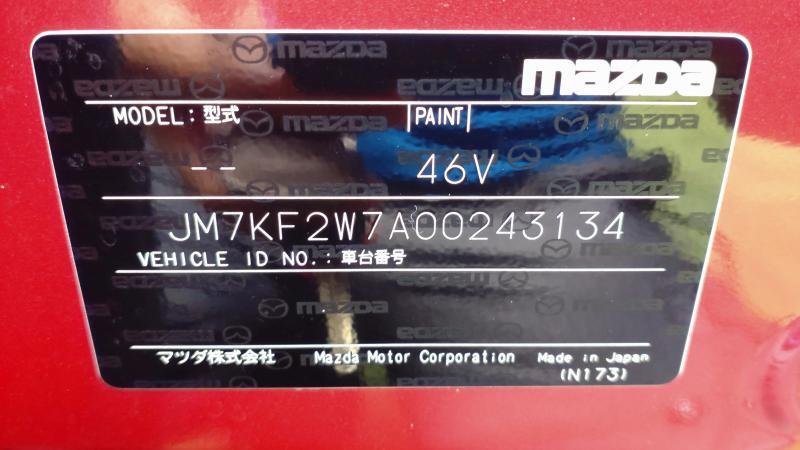 mazda
MODEL: 型式 PAINT
-- 46V
JM7KF2W7A00243134
VEHICLE ID NO.: 車台番号
マツダ株式会社 Mazda Motor Corporation Made in Japan
(N173)